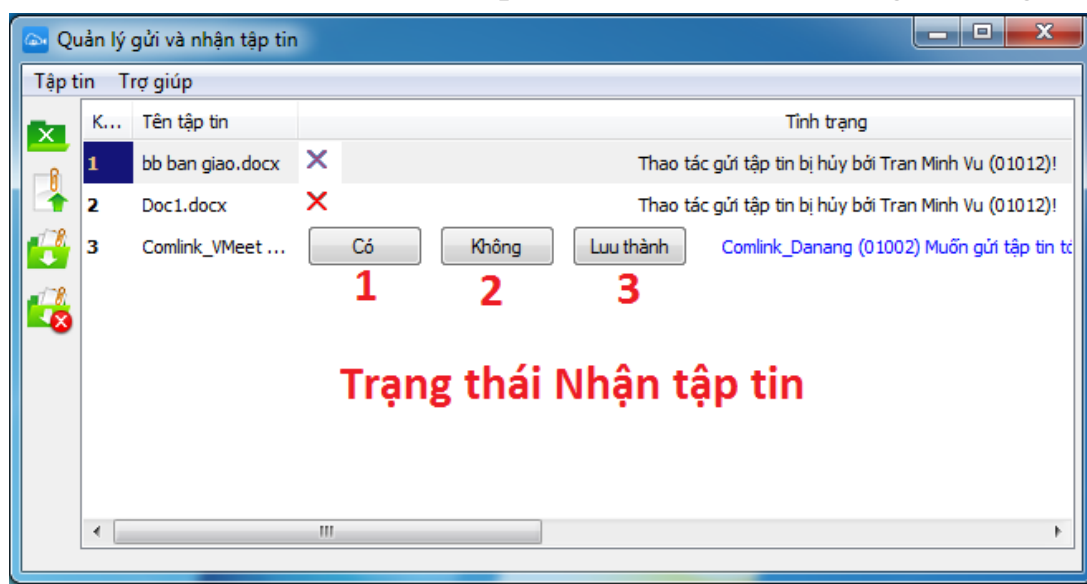 Quản lý gửi và nhận tập tin
Tập tin Trợ giúp
K... Tên tập tin Tình trạng
1 bb ban giao.docx Thao tác gửi tập tin bị hủy bởi Tran Minh Vu (01012)!
2 Doc1.docx Thao tác gửi tập tin bị hủy bởi Tran Minh Vu (01012)!
3 Comlink_VMeet ... Có Không Luu thành Comlink_Danang (01002) Muốn gửi tập tin tớ
1 2 3
Trạng thái Nhận tập tin